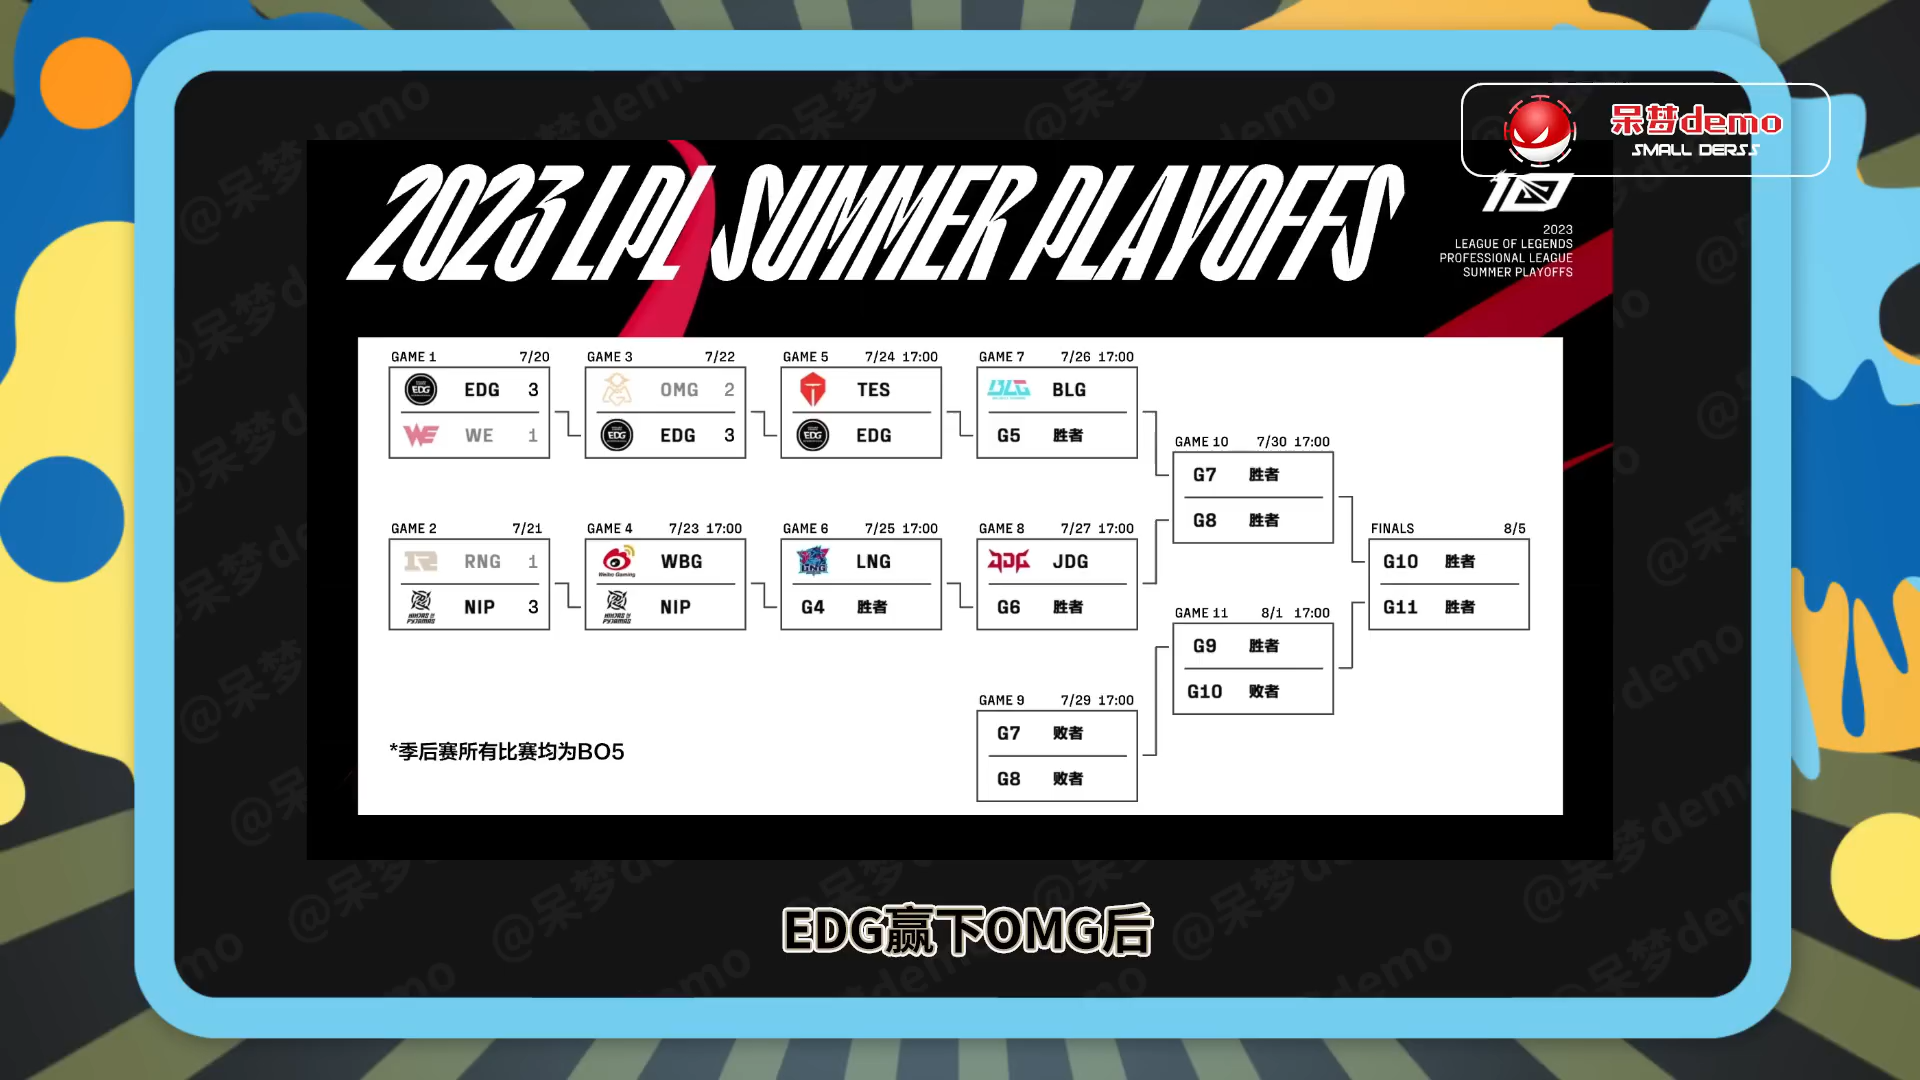 呆梦demo
SMALL DERSS
2023 LPL SUMMER PLAYOFFS
2023
LEAGUE OF LEGENDS
PROFESSIONAL LEAGUE
SUMMER PLAYOFFS
GAME 1 7/20
EDG 3
WE 1
GAME 3 7/22
OMG 2
EDG 3
GAME 5 7/24 17:00
TES
EDG
GAME 7 7/26 17:00
BLG
G5 胜者
GAME 10 7/30 17:00
G7 胜者
G8 胜者
GAME 2 7/21
RNG 1
NIP 3
GAME 4 7/23 17:00
WBG
NIP
GAME 6 7/25 17:00
LNG
G4 胜者
GAME 8 7/27 17:00
JDG
G6 胜者
FINALS 8/5
G10 胜者
G11 胜者
GAME 11 8/1 17:00
G9 胜者
G10 败者
GAME 9 7/29 17:00
G7 败者
G8 败者
*季后赛所有比赛均为BO5
EDG赢下OMG后
@呆梦demo